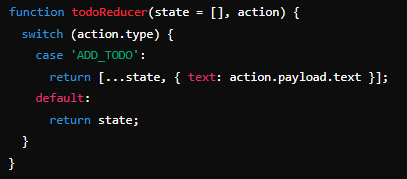 function todoReducer(state = [], action) {
  switch (action.type) {
    case 'ADD_TODO':
      return [...state, { text: action.payload.text }];
    default:
      return state;
  }
}